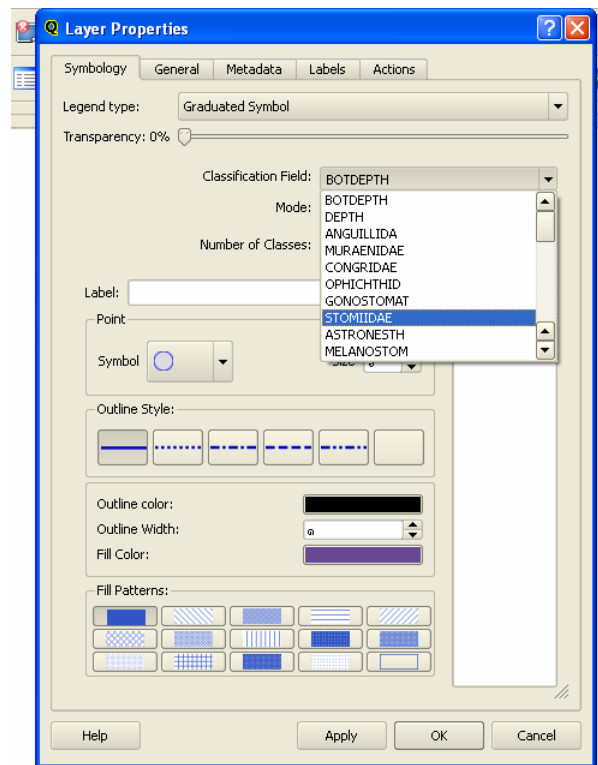 Layer Properties
Symbology General Metadata Labels Actions
Legend type: Graduated Symbol
Transparency: 0%
Classification Field: BOTDEPTH
Mode:
Number of Classes:
BOTDEPTH
DEPTH
ANGUILLIDA
MURAENIDAE
CONGRIDAE
OPHICHTHID
GONOSTOMAT
STOMIIDAE
ASTRONESTH
MELANOSTOM
Label:
Point
Symbol
Outline Style:
Outline color:
Outline Width:
Fill Color:
Fill Patterns:
Help Apply OK Cancel